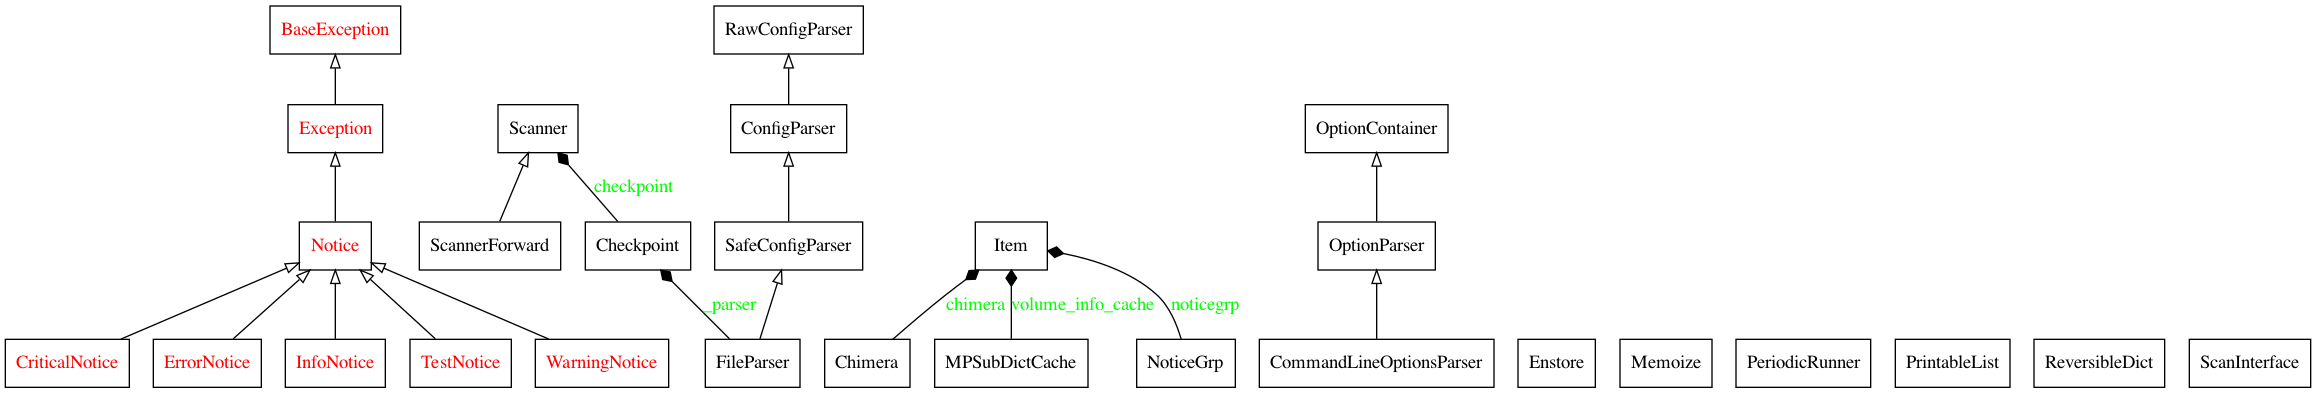 BaseException
RawConfigParser
Exception
Scanner
ConfigParser
OptionContainer
checkpoint
Notice
ScannerForward
Checkpoint
SafeConfigParser
Item
OptionParser
_parser
chimera
volume_info_cache
noticegrp
CriticalNotice
ErrorNotice
InfoNotice
TestNotice
WarningNotice
FileParser
Chimera
MPSubDictCache
NoticeGrp
CommandLineOptionsParser
Enstore
Memoize
PeriodicRunner
PrintableList
ReversibleDict
ScanInterface